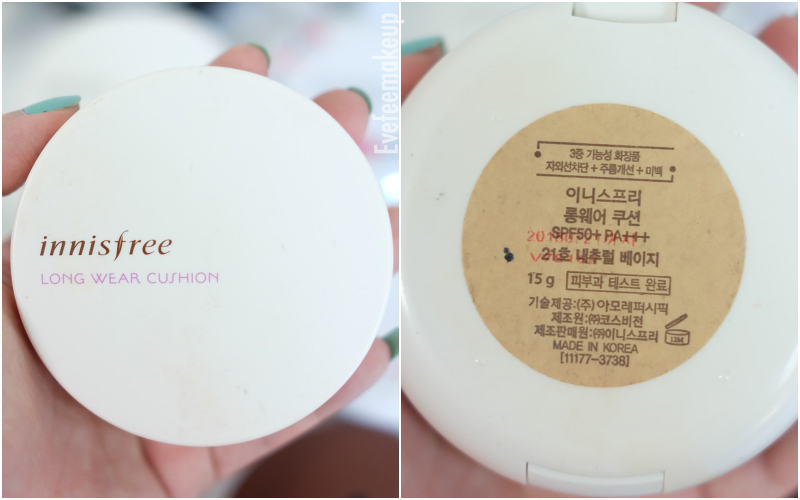 innisfree
LONG WEAR CUSHION
Evefeemakeup
3중 기능성 화장품
자외선차단 + 주름개선 + 미백
이니스프리
롱웨어 쿠션
SPF50+ PA+++
21호 내추럴 베이지
15 g 피부과 테스트 완료
기술제공:(주)아모레퍼시픽
제조원:㈜코스비전
제조판매원:㈜이니스프리
12M
MADE IN KOREA
[11177-3738]